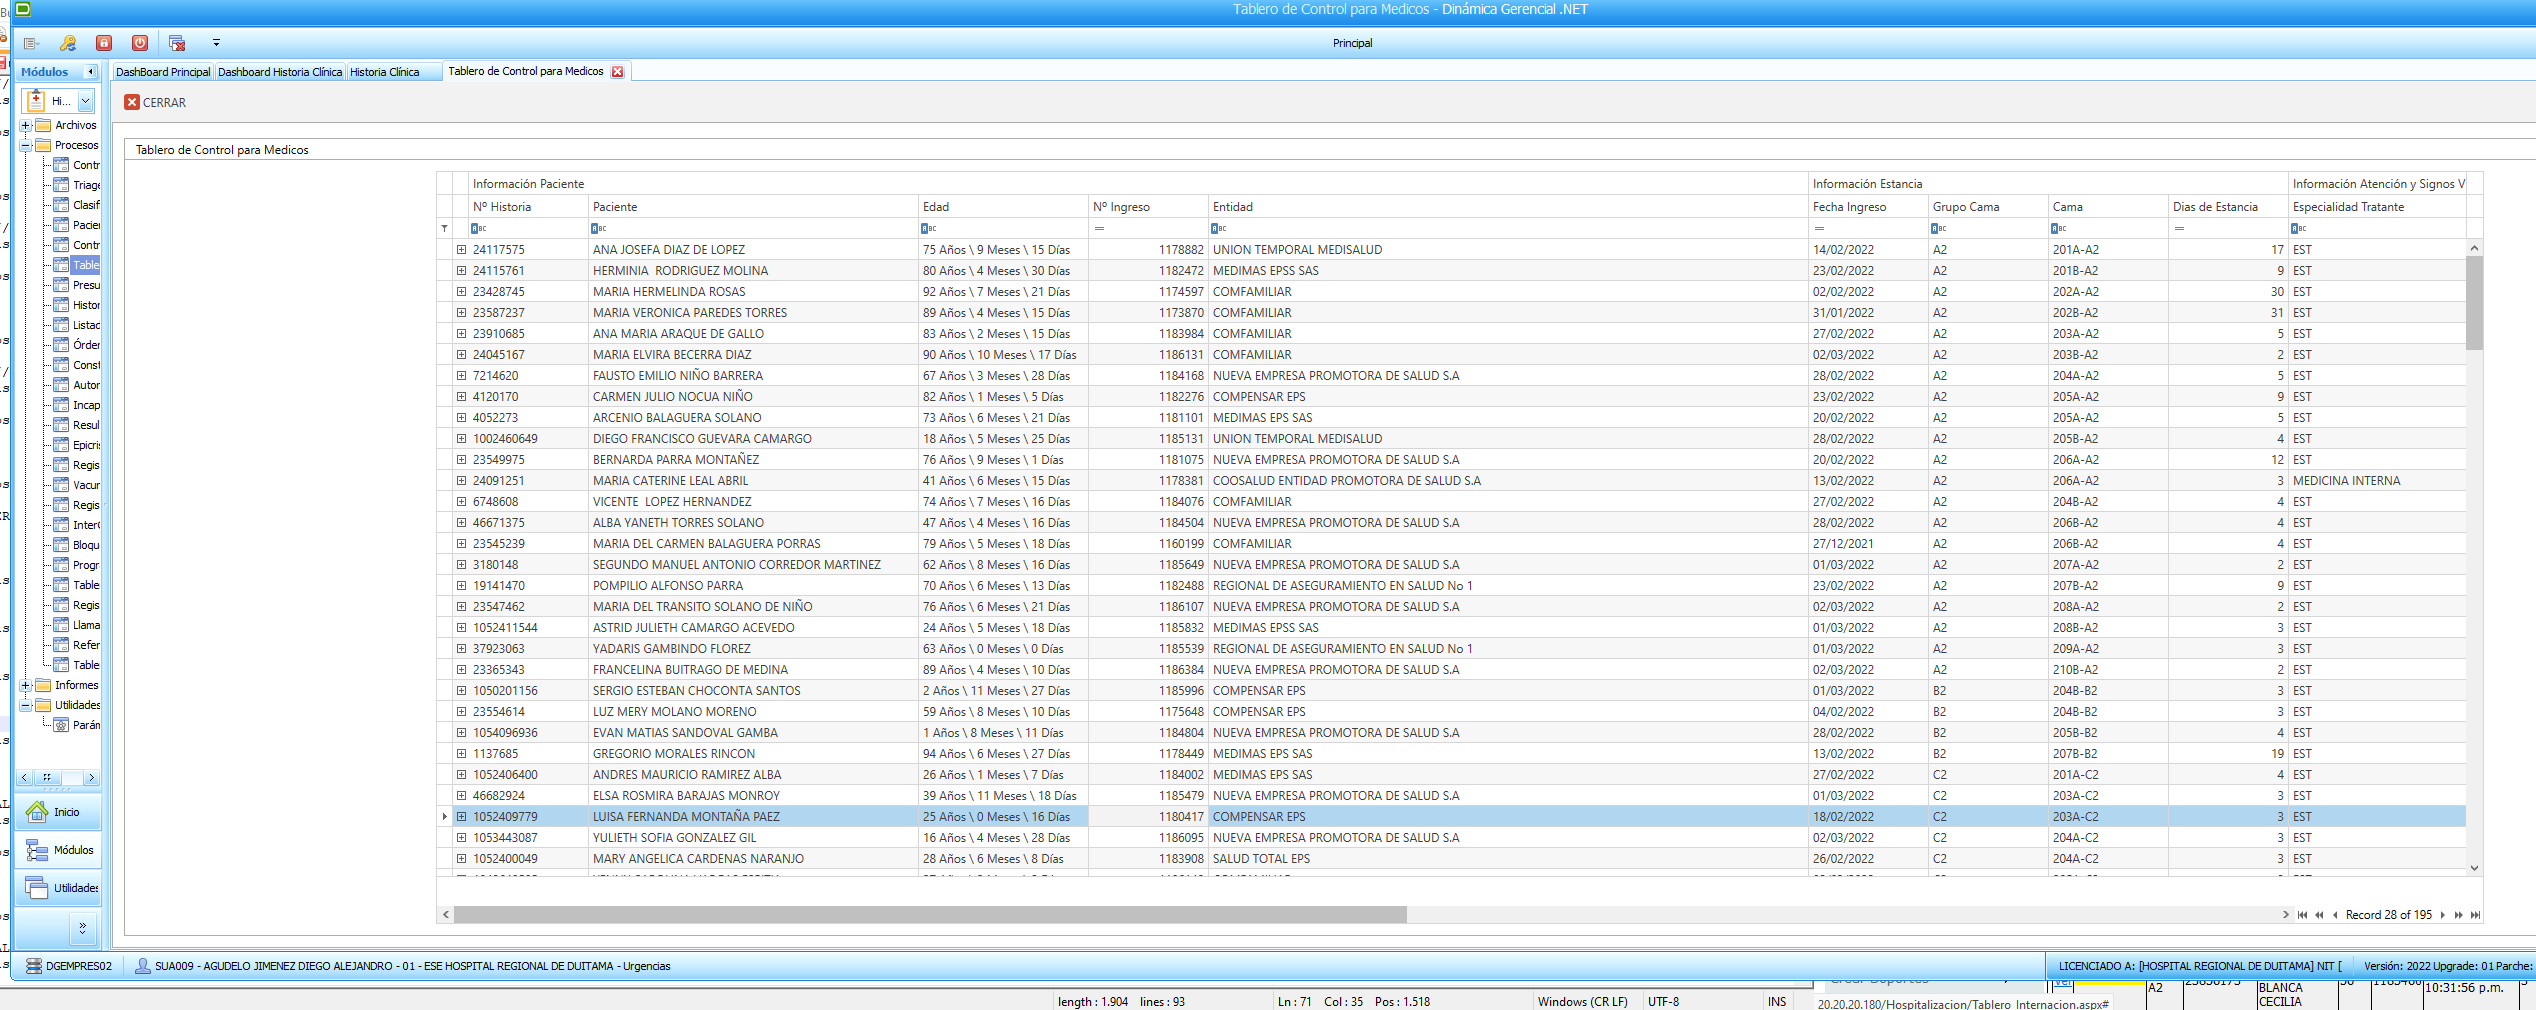 Tablero de Control para Medicos - Dinámica Gerencial .NET
Principal
Módulos
DashBoard Principal
Dashboard Historia Clínica
Historia Clínica
Tablero de Control para Medicos
Hi...
CERRAR
Archivos
Procesos
Contr
Triage
Clasif
Pacier
Contr
Table
Presu
Histor
Listac
Órder
Const
Autor
Incap
Resul
Epicris
Regis
Vacur
Regis
InterC
Bloqu
Progr
Table
Regis
Llama
Refer
Table
Informes
Utilidades
Parán
Inicio
Módulos
Utilidades
Tablero de Control para Medicos
Información Paciente Información Estancia Información Atención y Signos V
Nº Historia Paciente Edad Nº Ingreso Entidad Fecha Ingreso Grupo Cama Cama Dias de Estancia Especialidad Tratante
24117575 ANA JOSEFA DIAZ DE LOPEZ 75 Años \ 9 Meses \ 15 Días 1178882 UNION TEMPORAL MEDISALUD 14/02/2022 A2 201A-A2 17 EST
24115761 HERMINIA  RODRIGUEZ MOLINA 80 Años \ 4 Meses \ 30 Días 1182472 MEDIMAS EPSS SAS 23/02/2022 A2 201B-A2 9 EST
23428745 MARIA HERMELINDA ROSAS 92 Años \ 7 Meses \ 21 Días 1174597 COMFAMILIAR 02/02/2022 A2 202A-A2 30 EST
23587237 MARIA VERONICA PAREDES TORRES 89 Años \ 4 Meses \ 15 Días 1173870 COMFAMILIAR 31/01/2022 A2 202B-A2 31 EST
23910685 ANA MARIA ARAQUE DE GALLO 83 Años \ 2 Meses \ 15 Días 1183984 COMFAMILIAR 27/02/2022 A2 203A-A2 5 EST
24045167 MARIA ELVIRA BECERRA DIAZ 90 Años \ 10 Meses \ 17 Días 1186131 COMFAMILIAR 02/03/2022 A2 203B-A2 2 EST
7214620 FAUSTO EMILIO NIÑO BARRERA 67 Años \ 3 Meses \ 28 Días 1184168 NUEVA EMPRESA PROMOTORA DE SALUD S.A 28/02/2022 A2 204A-A2 5 EST
4120170 CARMEN JULIO NOCUA NIÑO 82 Años \ 1 Meses \ 5 Días 1182276 COMPENSAR EPS 23/02/2022 A2 205A-A2 9 EST
4052273 ARCENIO BALAGUERA SOLANO 73 Años \ 6 Meses \ 21 Días 1181101 MEDIMAS EPS SAS 20/02/2022 A2 205A-A2 5 EST
1002460649 DIEGO FRANCISCO GUEVARA CAMARGO 18 Años \ 5 Meses \ 25 Días 1185131 UNION TEMPORAL MEDISALUD 28/02/2022 A2 205B-A2 4 EST
23549975 BERNARDA PARRA MONTAÑEZ 76 Años \ 9 Meses \ 1 Días 1181075 NUEVA EMPRESA PROMOTORA DE SALUD S.A 20/02/2022 A2 206A-A2 12 EST
24091251 MARIA CATERINE LEAL ABRIL 41 Años \ 6 Meses \ 15 Días 1178381 COOSALUD ENTIDAD PROMOTORA DE SALUD S.A 13/02/2022 A2 206A-A2 3 MEDICINA INTERNA
6748608 VICENTE  LOPEZ HERNANDEZ 74 Años \ 7 Meses \ 16 Días 1184076 COMFAMILIAR 27/02/2022 A2 204B-A2 4 EST
46671375 ALBA YANETH TORRES SOLANO 47 Años \ 4 Meses \ 16 Días 1184504 NUEVA EMPRESA PROMOTORA DE SALUD S.A 28/02/2022 A2 206B-A2 4 EST
23545239 MARIA DEL CARMEN BALAGUERA PORRAS 79 Años \ 5 Meses \ 18 Días 1160199 COMFAMILIAR 27/12/2021 A2 206B-A2 4 EST
3180148 SEGUNDO MANUEL ANTONIO CORREDOR MARTINEZ 62 Años \ 8 Meses \ 16 Días 1185649 NUEVA EMPRESA PROMOTORA DE SALUD S.A 01/03/2022 A2 207A-A2 2 EST
19141470 POMPILIO ALFONSO PARRA 70 Años \ 6 Meses \ 13 Días 1182488 REGIONAL DE ASEGURAMIENTO EN SALUD No 1 23/02/2022 A2 207B-A2 9 EST
23547462 MARIA DEL TRANSITO SOLANO DE NIÑO 76 Años \ 6 Meses \ 21 Días 1186107 NUEVA EMPRESA PROMOTORA DE SALUD S.A 02/03/2022 A2 208A-A2 2 EST
1052411544 ASTRID JULIETH CAMARGO ACEVEDO 24 Años \ 5 Meses \ 18 Días 1185832 MEDIMAS EPSS SAS 01/03/2022 A2 208B-A2 3 EST
37923063 YADARIS GAMBINDO FLOREZ 63 Años \ 0 Meses \ 0 Días 1185539 REGIONAL DE ASEGURAMIENTO EN SALUD No 1 01/03/2022 A2 209A-A2 3 EST
23365343 FRANCELINA BUITRAGO DE MEDINA 89 Años \ 4 Meses \ 10 Días 1186384 NUEVA EMPRESA PROMOTORA DE SALUD S.A 02/03/2022 A2 210B-A2 2 EST
1050201156 SERGIO ESTEBAN CHOCONTA SANTOS 2 Años \ 11 Meses \ 27 Días 1185996 COMPENSAR EPS 01/03/2022 B2 204B-B2 3 EST
23554614 LUZ MERY MOLANO MORENO 59 Años \ 8 Meses \ 10 Días 1175648 COMPENSAR EPS 04/02/2022 B2 204B-B2 3 EST
1054096936 EVAN MATIAS SANDOVAL GAMBA 1 Años \ 8 Meses \ 11 Días 1184804 NUEVA EMPRESA PROMOTORA DE SALUD S.A 28/02/2022 B2 205B-B2 4 EST
1137685 GREGORIO MORALES RINCON 94 Años \ 6 Meses \ 27 Días 1178449 MEDIMAS EPS SAS 13/02/2022 B2 207B-B2 19 EST
1052406400 ANDRES MAURICIO RAMIREZ ALBA 26 Años \ 1 Meses \ 7 Días 1184002 MEDIMAS EPS SAS 27/02/2022 C2 201A-C2 4 EST
46682924 ELSA ROSMIRA BARAJAS MONROY 39 Años \ 11 Meses \ 18 Días 1185479 NUEVA EMPRESA PROMOTORA DE SALUD S.A 01/03/2022 C2 203A-C2 3 EST
1052409779 LUISA FERNANDA MONTAÑA PAEZ 25 Años \ 0 Meses \ 16 Días 1180417 COMPENSAR EPS 18/02/2022 C2 203A-C2 3 EST
1053443087 YULIETH SOFIA GONZALEZ GIL 16 Años \ 4 Meses \ 28 Días 1186095 NUEVA EMPRESA PROMOTORA DE SALUD S.A 02/03/2022 C2 204A-C2 3 EST
1052400049 MARY ANGELICA CARDENAS NARANJO 28 Años \ 6 Meses \ 8 Días 1183908 SALUD TOTAL EPS 26/02/2022 C2 204A-C2 3 EST
Record 28 of 195
DGEMPRES02 SUA009 - AGUDELO JIMENEZ DIEGO ALEJANDRO - 01 - ESE HOSPITAL REGIONAL DE DUITAMA - Urgencias LICENCIADO A: [HOSPITAL REGIONAL DE DUITAMA] NIT [ Versión: 2022 Upgrade: 01 Parche:
length : 1.904 lines : 93 Ln : 71 Col : 35 Pos : 1.518 Windows (CR LF) UTF-8 INS
20.20.20.180/Hospitalizacion/Tablero_Internacion.aspx#
A2 BLANCA CECILIA 10:31:56 p.m.